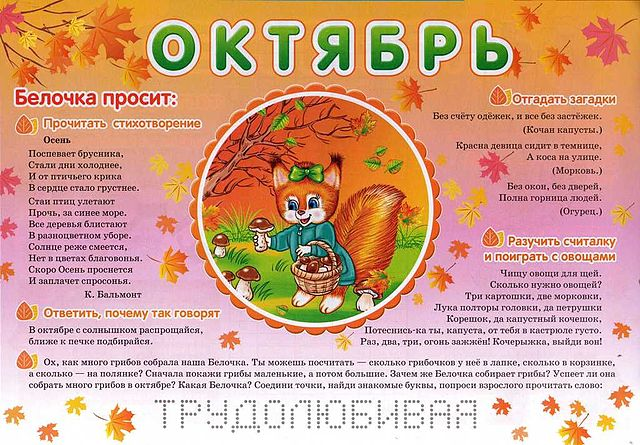 ОКТЯБРЬ
Белочка просит:
Прочитать стихотворение
Осень
Поспевает брусника,
Стали дни холоднее,
И от птичьего крика
В сердце стало грустнее.
Стаи птиц улетают
Прочь, за синее море.
Все деревья блистают
В разноцветном уборе.
Солнце реже смеется,
Нет в цветах благовонья.
Скоро Осень проснется
И заплачет спросонья.
К. Бальмонт
Ответить, почему так говорят
В октябре с солнышком распрощайся,
ближе к печке подбирайся.
Отгадать загадки
Без счёту одёжек, и все без застёжек.
(Кочан капусты.)
Красна девица сидит в темнице,
А коса на улице.
(Морковь.)
Без окон, без дверей,
Полна горница людей.
(Огурец.)
Разучить считалку
и поиграть с овощами
Чищу овощи для щей.
Сколько нужно овощей?
Три картошки, две морковки,
Лука полторы головки, да петрушки
Корешок, да капустный кочешок,
Потеснись-ка ты, капуста, от тебя в кастрюле густо.
Раз, два, три, огонь зажжён! Кочерыжка, выйди вон!
Ох, как много грибов собрала наша Белочка. Ты можешь посчитать — сколько грибочков у неё в лапке, сколько в корзинке,
а сколько — на полянке? Сначала покажи грибы маленькие, а потом большие. Зачем же Белочка собирает грибы? Успеет ли она
собрать много грибов в октябре? Какая Белочка? Соедини точки, найди знакомые буквы, попроси взрослого прочитать слово:
ТРУДОЛЮБИВАЯ